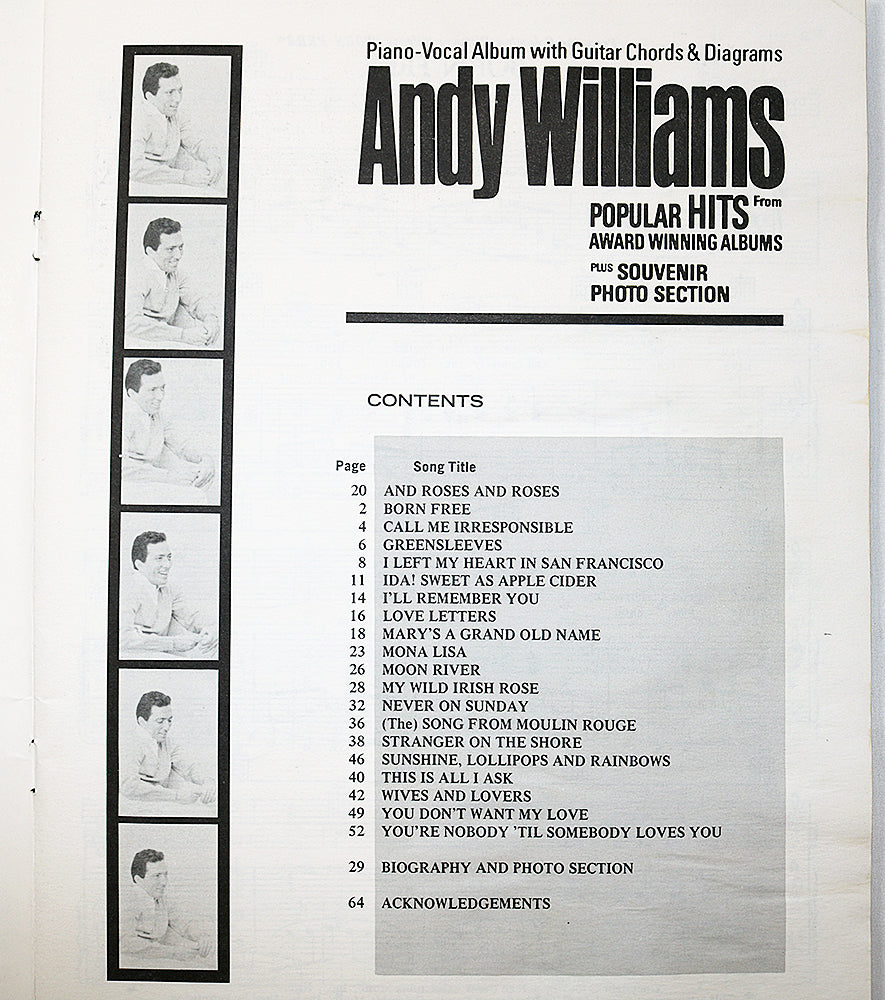 Piano-Vocal Album with Guitar Chords & Diagrams
Andy Williams
POPULAR HITS From
AWARD WINNING ALBUMS
PLUS SOUVENIR
PHOTO SECTION
CONTENTS
Page Song Title
20 AND ROSES AND ROSES
2 BORN FREE
4 CALL ME IRRESPONSIBLE
6 GREENSLEEVES
8 I LEFT MY HEART IN SAN FRANCISCO
11 IDA! SWEET AS APPLE CIDER
14 I'LL REMEMBER YOU
16 LOVE LETTERS
18 MARY'S A GRAND OLD NAME
23 MONA LISA
26 MOON RIVER
28 MY WILD IRISH ROSE
32 NEVER ON SUNDAY
36 (The) SONG FROM MOULIN ROUGE
38 STRANGER ON THE SHORE
46 SUNSHINE, LOLLIPOPS AND RAINBOWS
40 THIS IS ALL I ASK
42 WIVES AND LOVERS
49 YOU DON'T WANT MY LOVE
52 YOU'RE NOBODY 'TIL SOMEBODY LOVES YOU
29 BIOGRAPHY AND PHOTO SECTION
64 ACKNOWLEDGEMENTS